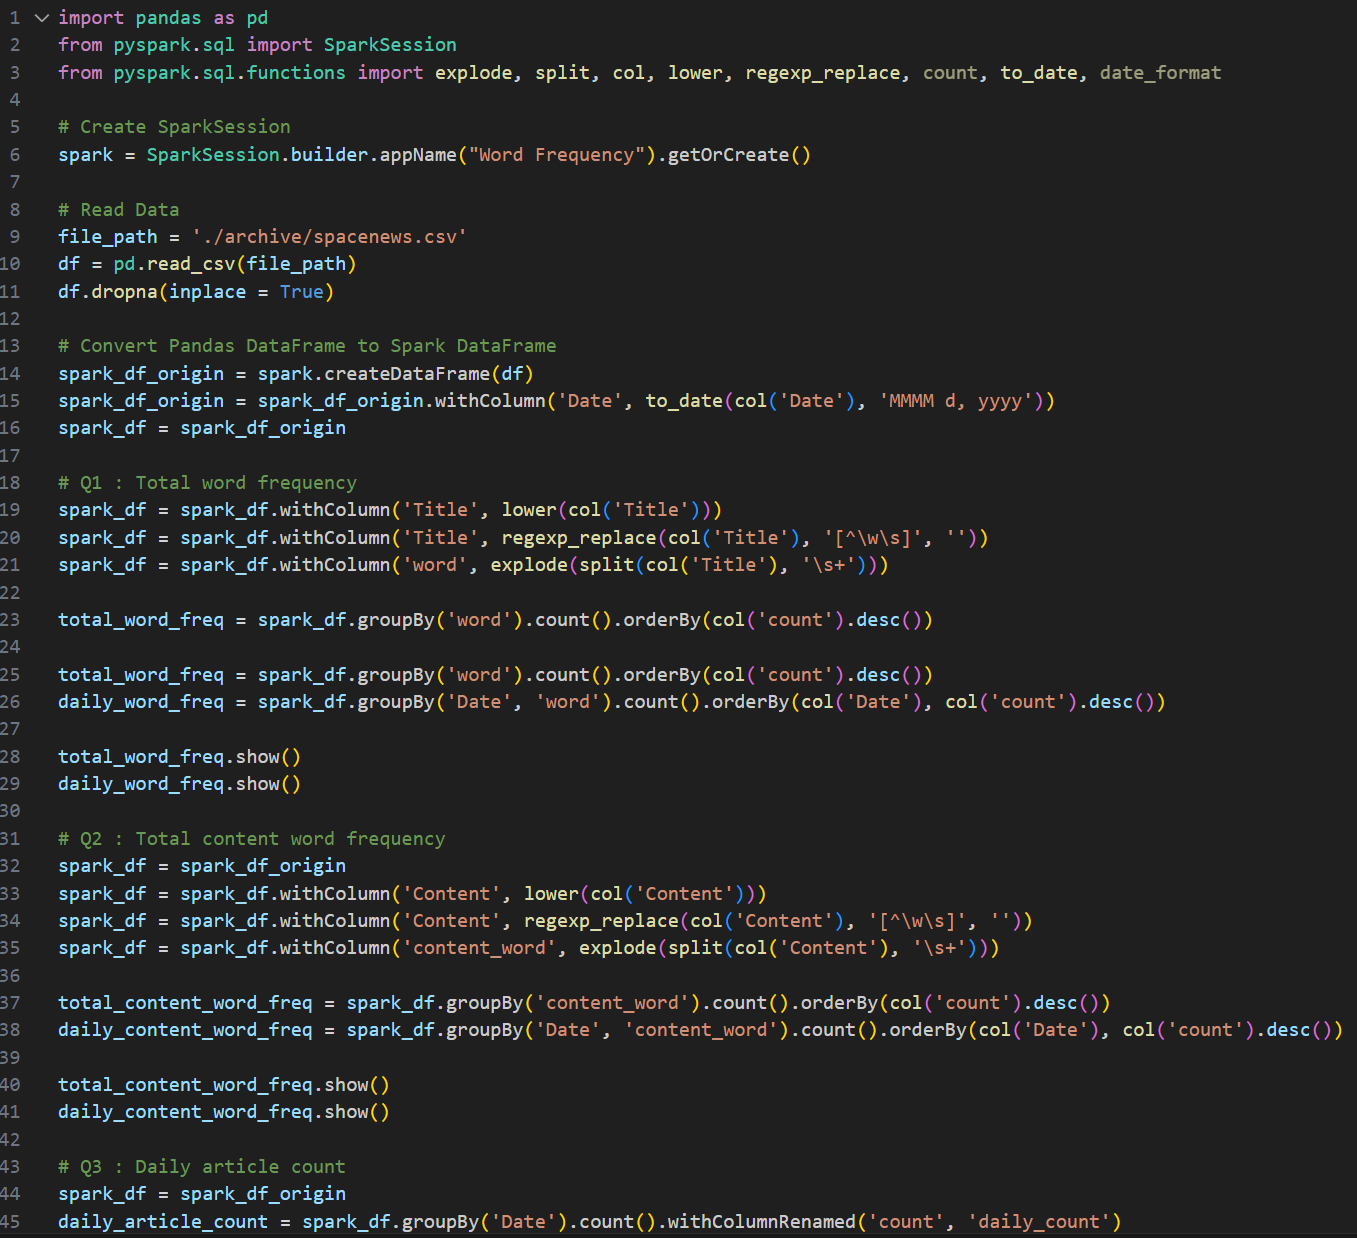 1 import pandas as pd
2 from pyspark.sql import SparkSession
3 from pyspark.sql.functions import explode, split, col, lower, regexp_replace, count, to_date, date_format
4
5 # Create SparkSession
6 spark = SparkSession.builder.appName("Word Frequency").getOrCreate()
7
8 # Read Data
9 file_path = './archive/spacenews.csv'
10 df = pd.read_csv(file_path)
11 df.dropna(inplace = True)
12
13 # Convert Pandas DataFrame to Spark DataFrame
14 spark_df_origin = spark.createDataFrame(df)
15 spark_df_origin = spark_df_origin.withColumn('Date', to_date(col('Date'), 'MMMM d, yyyy'))
16 spark_df = spark_df_origin
17
18 # Q1 : Total word frequency
19 spark_df = spark_df.withColumn('Title', lower(col('Title')))
20 spark_df = spark_df.withColumn('Title', regexp_replace(col('Title'), '[^\w\s]', ''))
21 spark_df = spark_df.withColumn('word', explode(split(col('Title'), '\s+')))
22
23 total_word_freq = spark_df.groupBy('word').count().orderBy(col('count').desc())
24
25 total_word_freq = spark_df.groupBy('word').count().orderBy(col('count').desc())
26 daily_word_freq = spark_df.groupBy('Date', 'word').count().orderBy(col('Date'), col('count').desc())
27
28 total_word_freq.show()
29 daily_word_freq.show()
30
31 # Q2 : Total content word frequency
32 spark_df = spark_df_origin
33 spark_df = spark_df.withColumn('Content', lower(col('Content')))
34 spark_df = spark_df.withColumn('Content', regexp_replace(col('Content'), '[^\w\s]', ''))
35 spark_df = spark_df.withColumn('content_word', explode(split(col('Content'), '\s+')))
36
37 total_content_word_freq = spark_df.groupBy('content_word').count().orderBy(col('count').desc())
38 daily_content_word_freq = spark_df.groupBy('Date', 'content_word').count().orderBy(col('Date'), col('count').desc())
39
40 total_content_word_freq.show()
41 daily_content_word_freq.show()
42
43 # Q3 : Daily article count
44 spark_df = spark_df_origin
45 daily_article_count = spark_df.groupBy('Date').count().withColumnRenamed('count', 'daily_count')